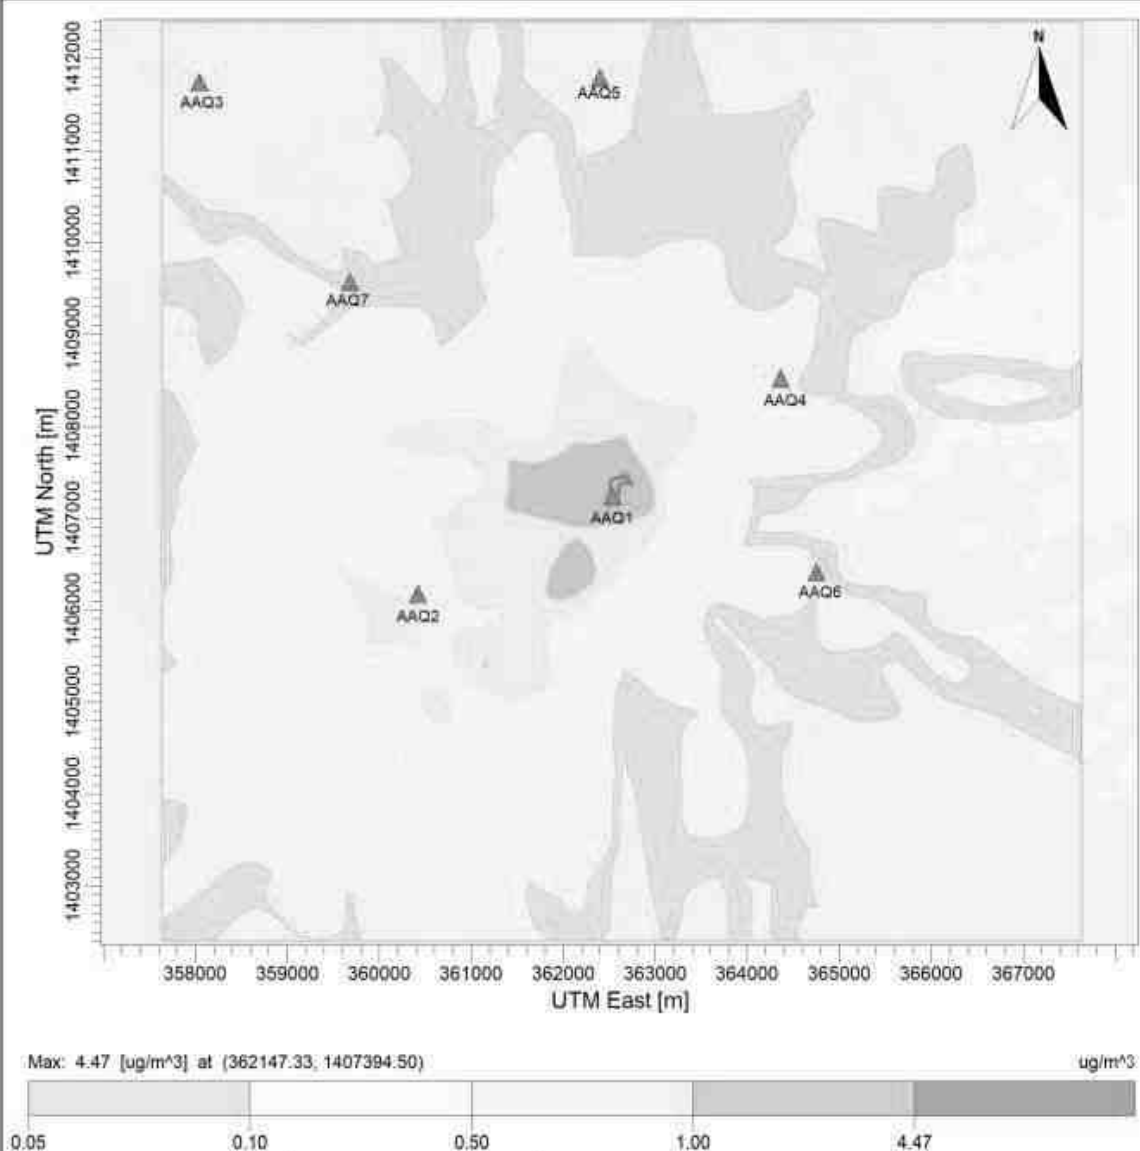 N
1412000
1411000
1410000
1409000
1408000
1407000
1406000
1405000
1404000
1403000
UTM North [m]
AAQ3
AAQ5
AAQ7
AAQ4
AAQ1
AAQ6
AAQ2
358000 359000 360000 361000 362000 363000 364000 365000 366000 367000
UTM East [m]
Max: 4.47 [ug/m^3] at (362147.33, 1407394.50) ug/m^3
0.05 0.10 0.50 1.00 4.47